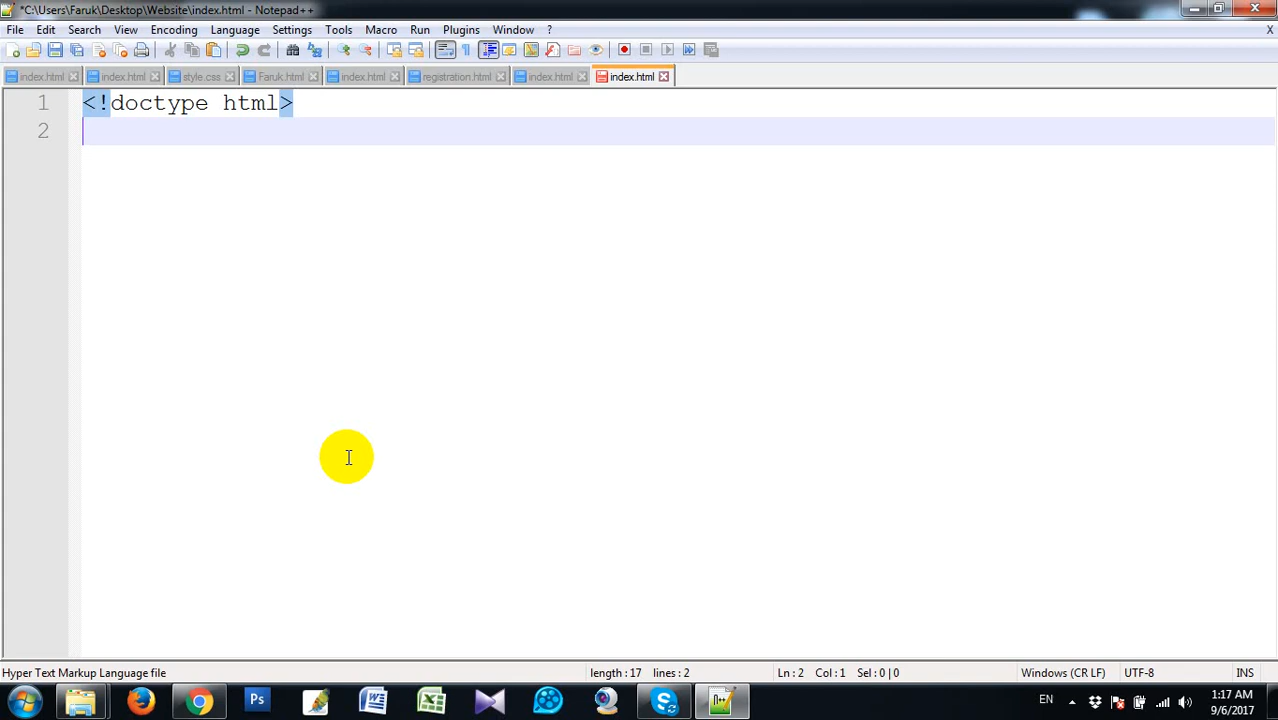 *C:\Users\Faruk\Desktop\Website\index.html - Notepad++
File Edit Search View Encoding Language Settings Tools Macro Run Plugins Window ? X
index.html index.html style.css Faruk.html index.html registration.html index.html index.html
1 <!doctype html>
2
Hyper Text Markup Language file length : 17 lines : 2 Ln : 2 Col : 1 Sel : 0 | 0 Windows (CR LF) UTF-8 INS
EN 1:17 AM
9/6/2017